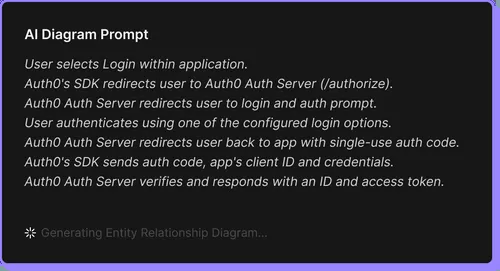 AI Diagram Prompt
User selects Login within application.
Auth0's SDK redirects user to Auth0 Auth Server (/authorize).
Auth0 Auth Server redirects user to login and auth prompt.
User authenticates using one of the configured login options.
Auth0 Auth Server redirects user back to app with single-use auth code.
Auth0's SDK sends auth code, app's client ID and credentials.
Auth0 Auth Server verifies and responds with an ID and access token.
Generating Entity Relationship Diagram...